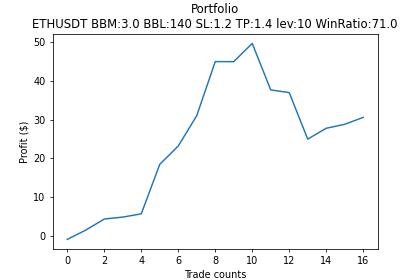 Portfolio
ETHUSDT BBM:3.0 BBL:140 SL:1.2 TP:1.4 lev:10 WinRatio:71.0
50
40
30
20
10
0
Profit ($)
0 2 4 6 8 10 12 14 16
Trade counts